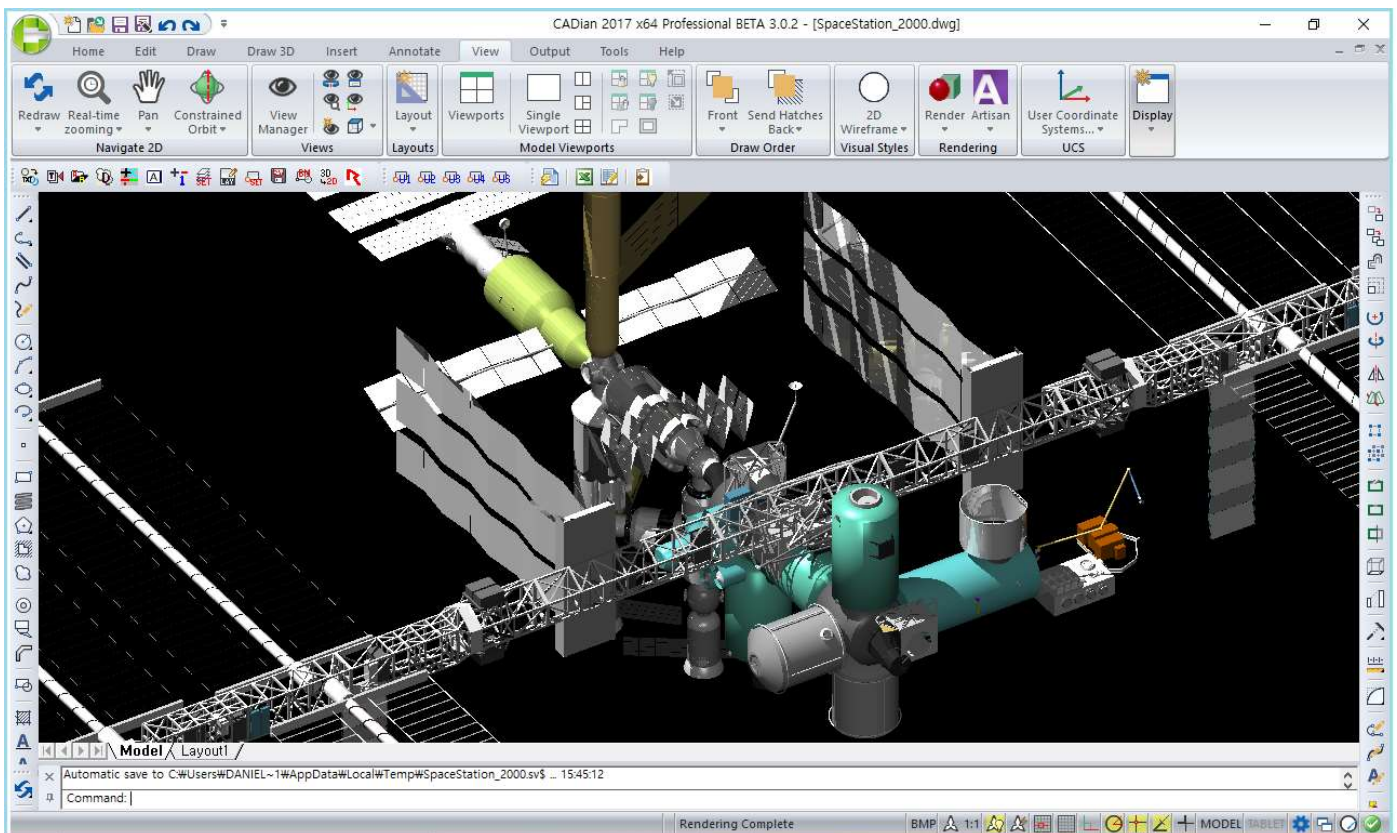 CADian 2017 x64 Professional BETA 3.0.2 - [SpaceStation_2000.dwg]
Home Edit Draw Draw 3D Insert Annotate View Output Tools Help
Redraw Real-time zooming Pan Constrained Orbit View Manager Layout Viewports Single Viewport Front Send Hatches Back 2D Wireframe Render Artisan User Coordinate Systems... Display
Navigate 2D Views Layouts Model Viewports Draw Order Visual Styles Rendering UCS
Model Layout1
Automatic save to C:₩Users₩DANIEL~1₩AppData₩Local₩Temp₩SpaceStation_2000.sv$ ... 15:45:12
Command:
Rendering Complete BMP 1:1 MODEL TABLET